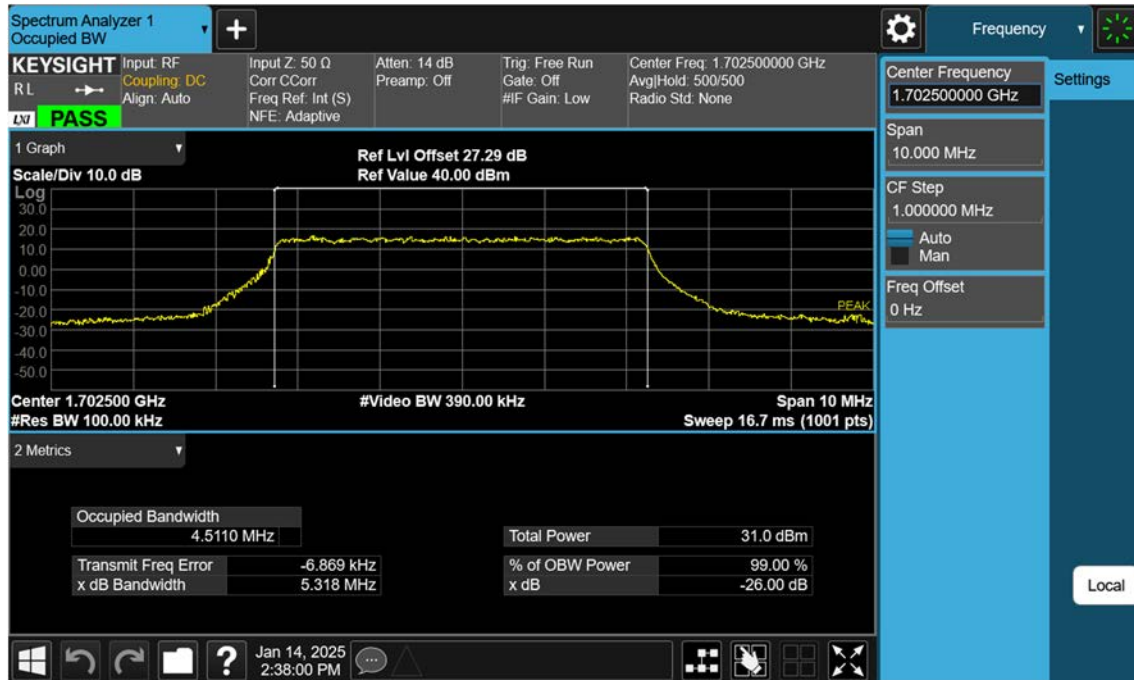 Spectrum Analyzer 1
Occupied BW
+
Frequency
KEYSIGHT
R L
LXI
PASS
Input: RF
Coupling: DC
Align: Auto
Input Z: 50 Ω
Corr CCorr
Freq Ref: Int (S)
NFE: Adaptive
Atten: 14 dB
Preamp: Off
Trig: Free Run
Gate: Off
#IF Gain: Low
Center Freq: 1.702500000 GHz
Avg|Hold: 500/500
Radio Std: None
Center Frequency
1.702500000 GHz
Settings
Span
10.000 MHz
CF Step
1.000000 MHz
Auto
Man
Freq Offset
0 Hz
Local
1 Graph
Scale/Div 10.0 dB
Ref Lvl Offset 27.29 dB
Ref Value 40.00 dBm
Log
30.0
20.0
10.0
0.00
-10.0
-20.0
-30.0
-40.0
-50.0
PEAK
Center 1.702500 GHz
#Video BW 390.00 kHz
Span 10 MHz
#Res BW 100.00 kHz
Sweep 16.7 ms (1001 pts)
2 Metrics
Occupied Bandwidth
4.5110 MHz
Total Power 31.0 dBm
Transmit Freq Error -6.869 kHz
% of OBW Power 99.00 %
x dB Bandwidth 5.318 MHz
x dB -26.00 dB
?
Jan 14, 2025
2:38:00 PM